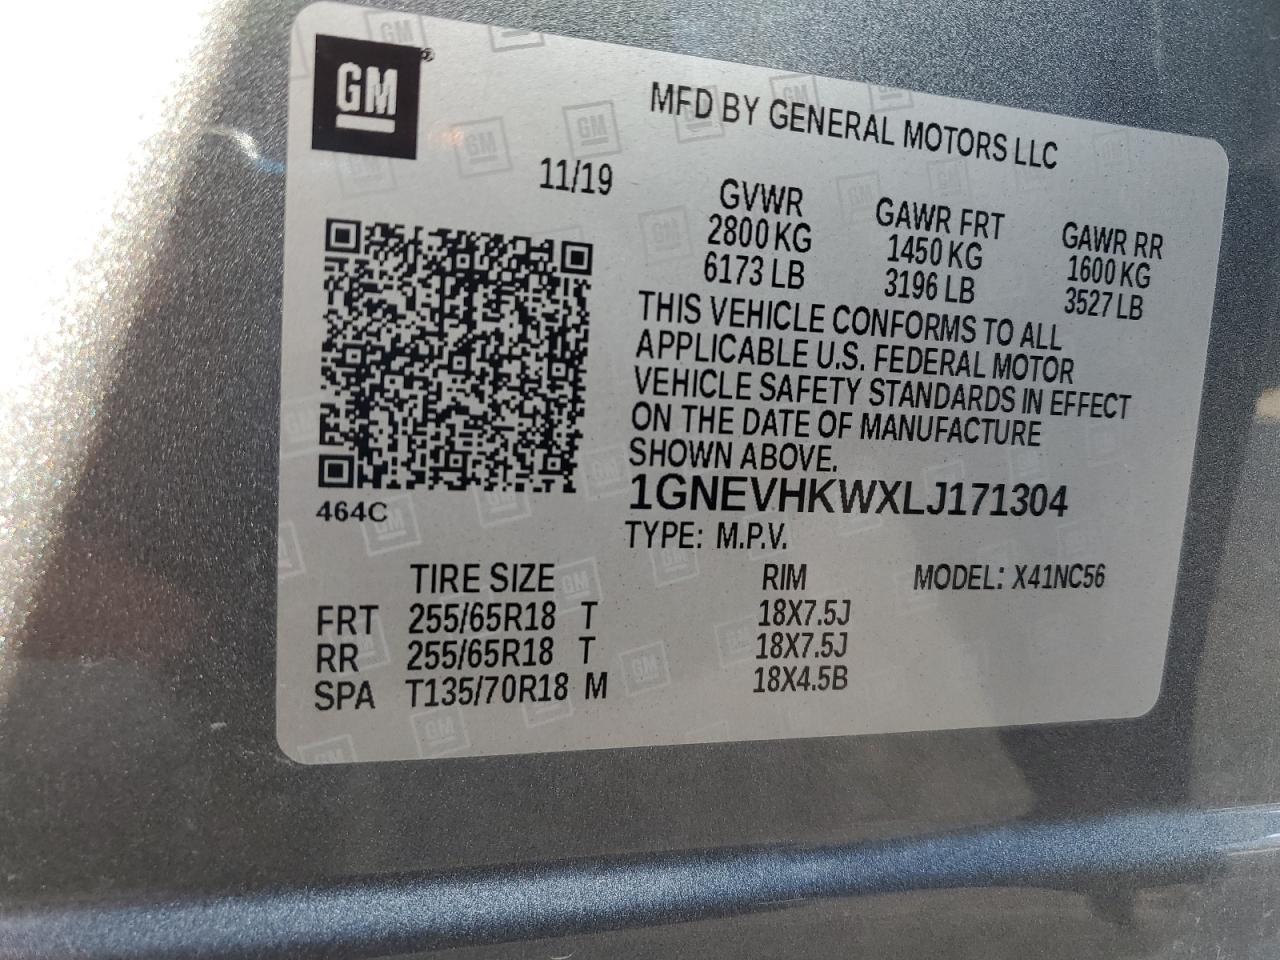 GM®
MFD BY GENERAL MOTORS LLC
11/19
GVWR GAWR FRT GAWR RR
2800 KG 1450 KG 1600 KG
6173 LB 3196 LB 3527 LB
THIS VEHICLE CONFORMS TO ALL
APPLICABLE U.S. FEDERAL MOTOR
VEHICLE SAFETY STANDARDS IN EFFECT
ON THE DATE OF MANUFACTURE
SHOWN ABOVE.
1GNEVHKWXLJ171304
464C
TYPE: M.P.V.
TIRE SIZE RIM MODEL: X41NC56
FRT 255/65R18 T 18X7.5J
RR 255/65R18 T 18X7.5J
SPA T135/70R18 M 18X4.5B